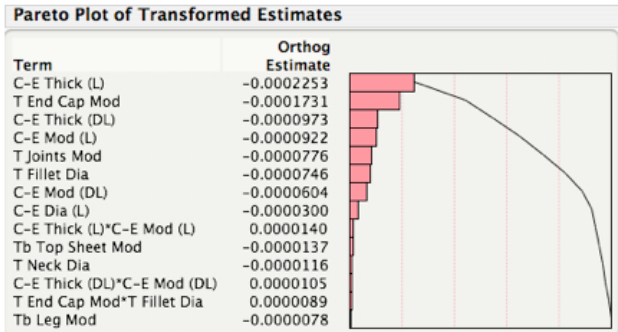 Pareto Plot of Transformed Estimates
Orthog
Term Estimate
C-E Thick (L) -0.0002253
T End Cap Mod -0.0001731
C-E Thick (DL) -0.0000973
C-E Mod (L) -0.0000922
T Joints Mod -0.0000776
T Fillet Dia -0.0000746
C-E Mod (DL) -0.0000604
C-E Dia (L) -0.0000300
C-E Thick (L)*C-E Mod (L) 0.0000140
Tb Top Sheet Mod -0.0000137
T Neck Dia -0.0000116
C-E Thick (DL)*C-E Mod (DL) 0.0000105
T End Cap Mod*T Fillet Dia 0.0000089
Tb Leg Mod -0.0000078